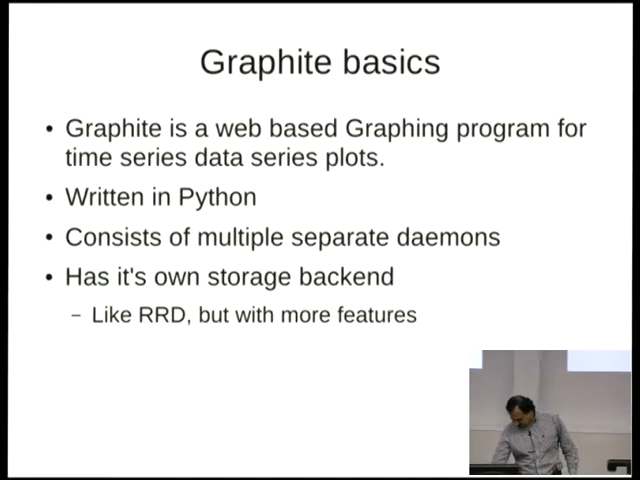 Graphite basics
• Graphite is a web based Graphing program for
time series data series plots.
• Written in Python
• Consists of multiple separate daemons
• Has it's own storage backend
– Like RRD, but with more features